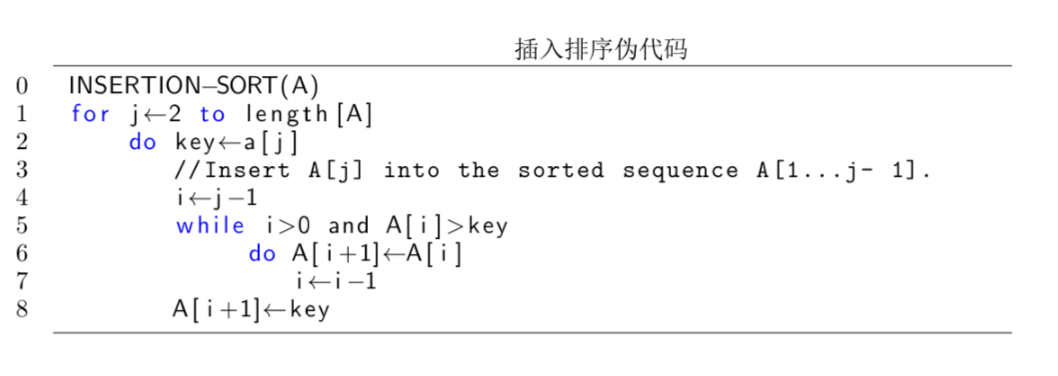 插入排序伪代码
0 INSERTION–SORT(A)
1 for j←2 to length[A]
2 do key←a[j]
3 //Insert A[j] into the sorted sequence A[1...j- 1].
4 i←j−1
5 while i>0 and A[i]>key
6 do A[i+1]←A[i]
7 i←i−1
8 A[i+1]←key